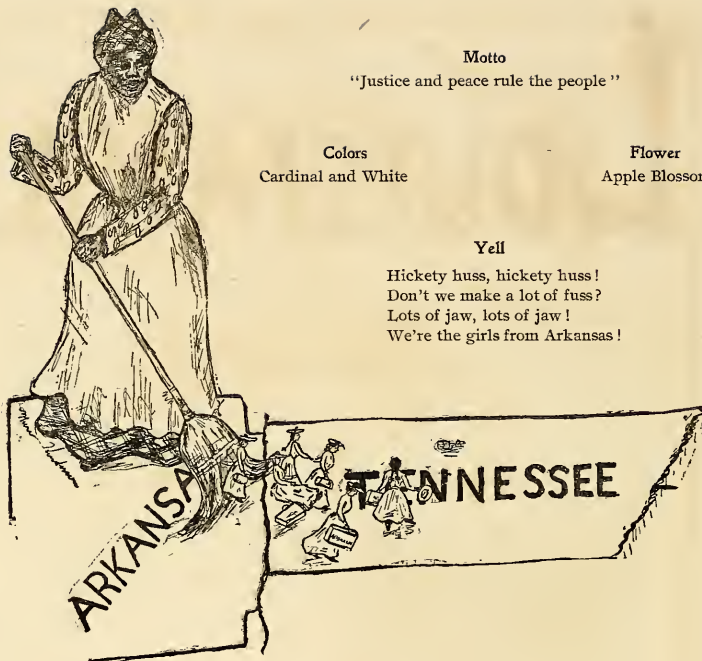 Motto
"Justice and peace rule the people"
Colors
Cardinal and White
Flower
Apple Blossom
Yell
Hickety huss, hickety huss!
Don't we make a lot of fuss?
Lots of jaw, lots of jaw!
We're the girls from Arkansas!
ARKANSA
TENNESSEE